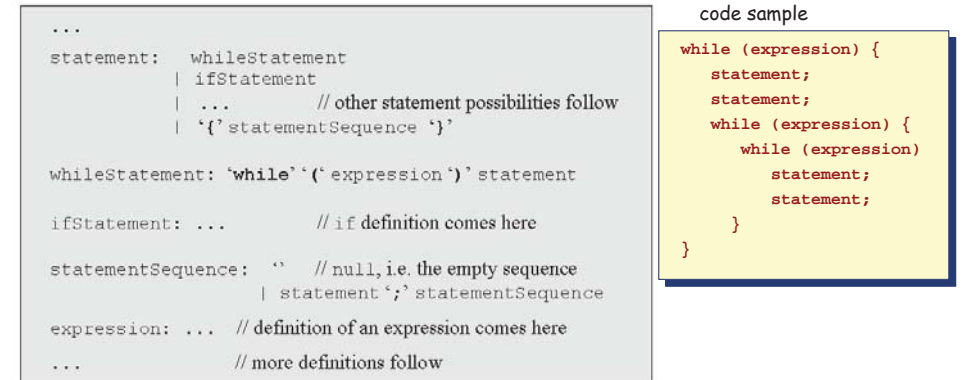 ...
statement:   whileStatement
| ifStatement
| ...   // other statement possibilities follow
| ‘{’ statementSequence ‘}’
whileStatement: ‘while’ ‘(‘ expression ‘)’ statement
ifStatement: ...   // if definition comes here
statementSequence:   ‘’   // null, i.e. the empty sequence
| statement ‘;’ statementSequence
expression: ...   // definition of an expression comes here
...   // more definitions follow
code sample
while (expression) {
statement;
statement;
while (expression) {
while (expression)
statement;
statement;
}
}